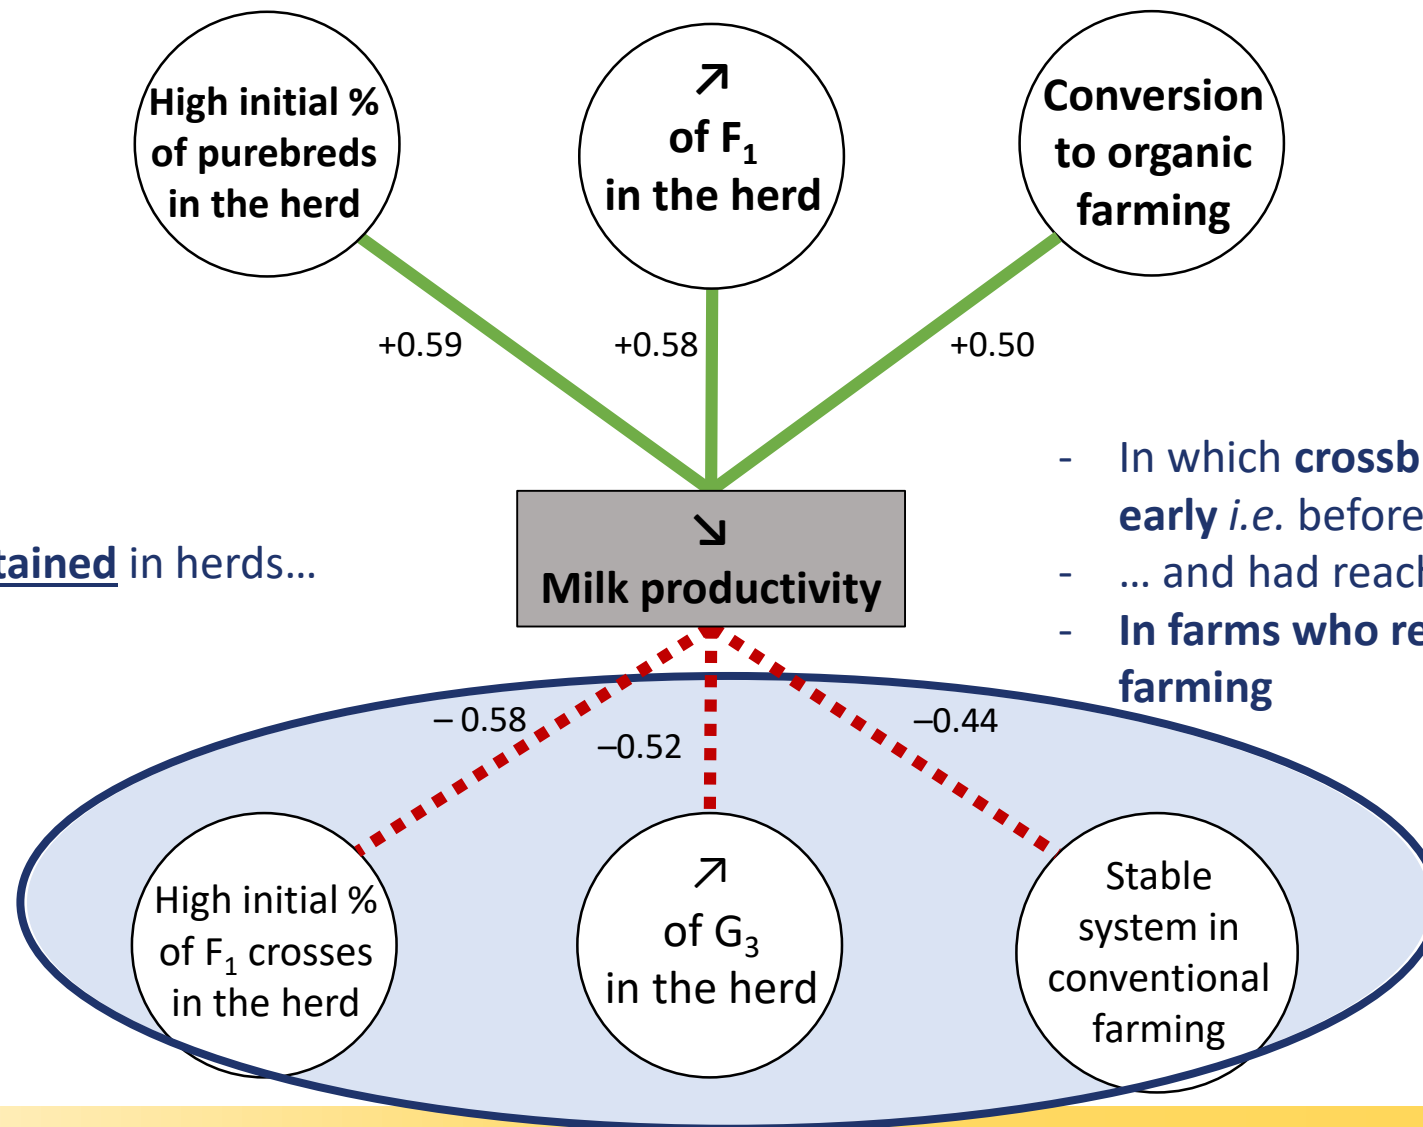 High initial %
of purebreds
in the herd
↗
of F₁
in the herd
Conversion
to organic
farming
+0.59
+0.58
+0.50
tained in herds…
- In which crossb
early i.e. before
- … and had reach
- In farms who re
farming
↘
Milk productivity
– 0.58
–0.52
–0.44
High initial %
of F₁ crosses
in the herd
↗
of G₃
in the herd
Stable
system in
conventional
farming